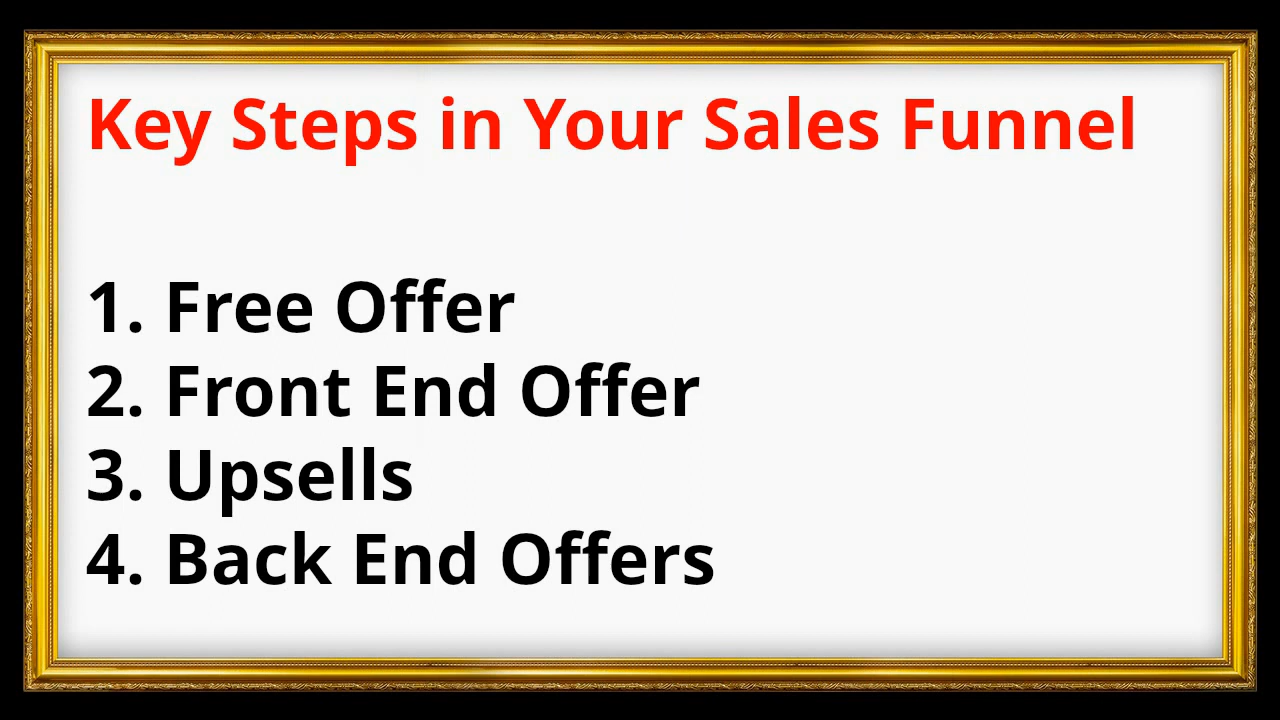 Key Steps in Your Sales Funnel
1. Free Offer
2. Front End Offer
3. Upsells
4. Back End Offers